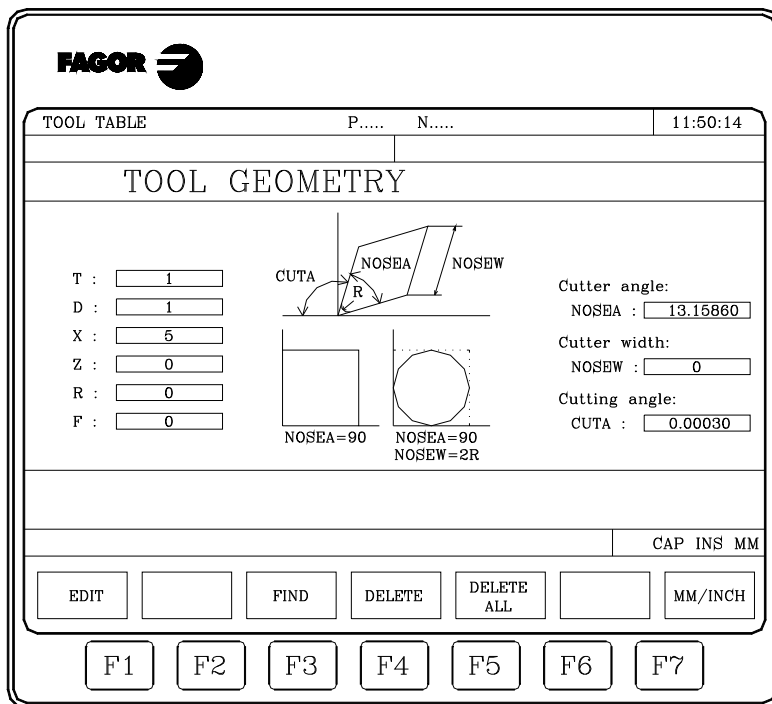 FAGOR
TOOL TABLE P..... N..... 11:50:14
TOOL GEOMETRY
T : 1
D : 1
X : 5
Z : 0
R : 0
F : 0
CUTA
NOSEA
NOSEW
R
NOSEA=90
NOSEA=90
NOSEW=2R
Cutter angle:
NOSEA : 13.15860
Cutter width:
NOSEW : 0
Cutting angle:
CUTA : 0.00030
CAP INS MM
EDIT FIND DELETE DELETE ALL MM/INCH
F1 F2 F3 F4 F5 F6 F7